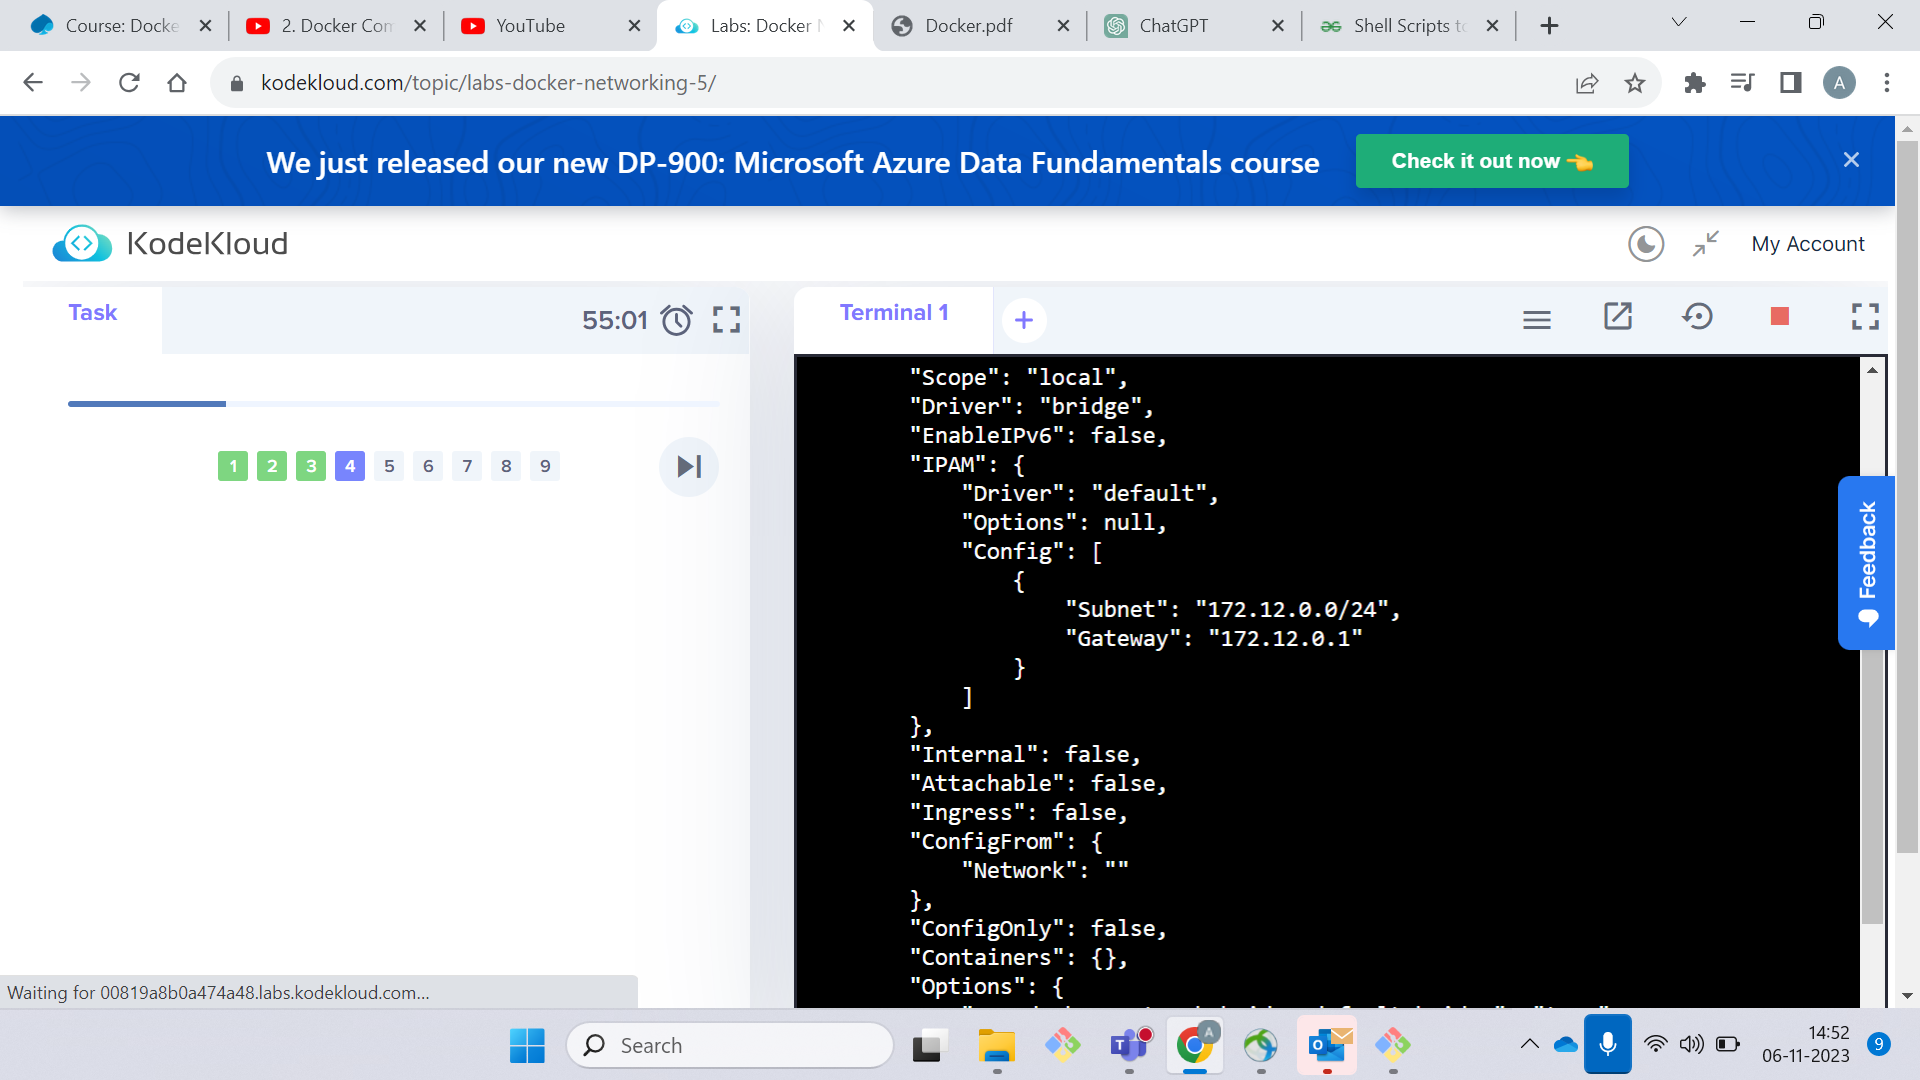 Course: Docke
2. Docker Con
YouTube
Labs: Docker N
Docker.pdf
ChatGPT
Shell Scripts to
kodekloud.com/topic/labs-docker-networking-5/
A
We just released our new DP-900: Microsoft Azure Data Fundamentals course
Check it out now 👈
KodeKloud
My Account
Task
55:01
Terminal 1
1 2 3 4 5 6 7 8 9
"Scope": "local",
"Driver": "bridge",
"EnableIPv6": false,
"IPAM": {
"Driver": "default",
"Options": null,
"Config": [
{
"Subnet": "172.12.0.0/24",
"Gateway": "172.12.0.1"
}
]
},
"Internal": false,
"Attachable": false,
"Ingress": false,
"ConfigFrom": {
"Network": ""
},
"ConfigOnly": false,
"Containers": {},
"Options": {
Feedback
Waiting for 00819a8b0a474a48.labs.kodekloud.com...
Search
A
14:52
06-11-2023
9